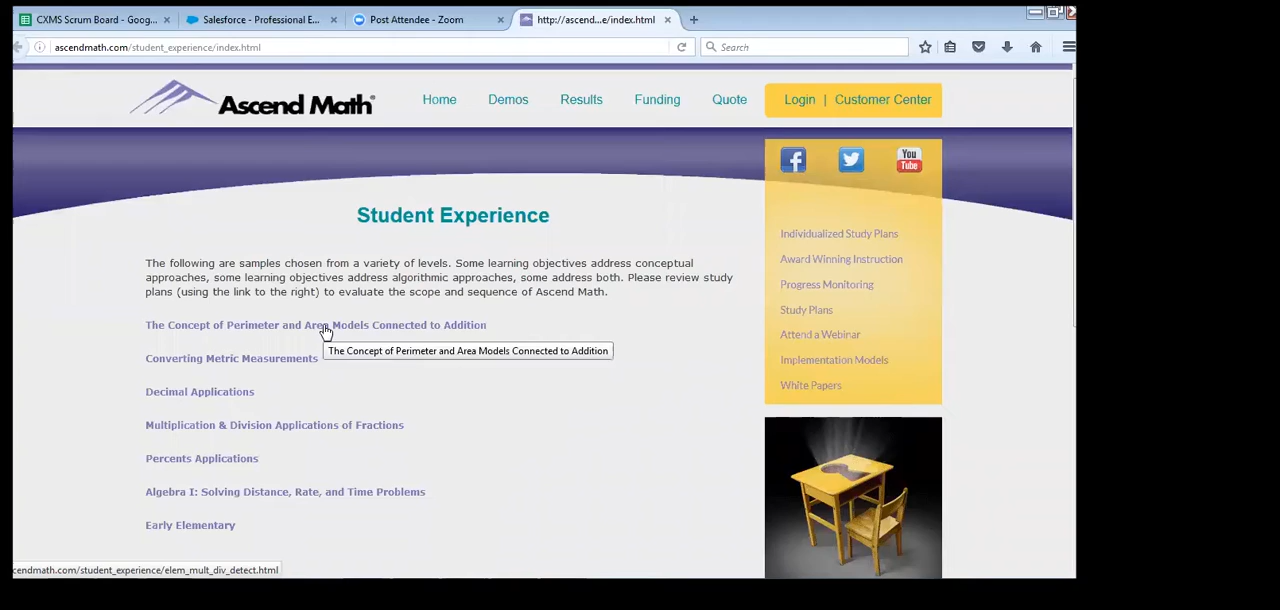 CXMS Scrum Board - Goog...
Salesforce - Professional E...
Post Attendee - Zoom
http://ascend...e/index.html
ascendmath.com/student_experience/index.html
Search
Ascend Math
Home
Demos
Results
Funding
Quote
Login | Customer Center
You
Tube
Student Experience
The following are samples chosen from a variety of levels. Some learning objectives address conceptual
approaches, some learning objectives address algorithmic approaches, some address both. Please review study
plans (using the link to the right) to evaluate the scope and sequence of Ascend Math.
The Concept of Perimeter and Area Models Connected to Addition
The Concept of Perimeter and Area Models Connected to Addition
Converting Metric Measurements
Decimal Applications
Multiplication & Division Applications of Fractions
Percents Applications
Algebra I: Solving Distance, Rate, and Time Problems
Early Elementary
Individualized Study Plans
Award Winning Instruction
Progress Monitoring
Study Plans
Attend a Webinar
Implementation Models
White Papers
cendmath.com/student_experience/elem_mult_div_detect.html